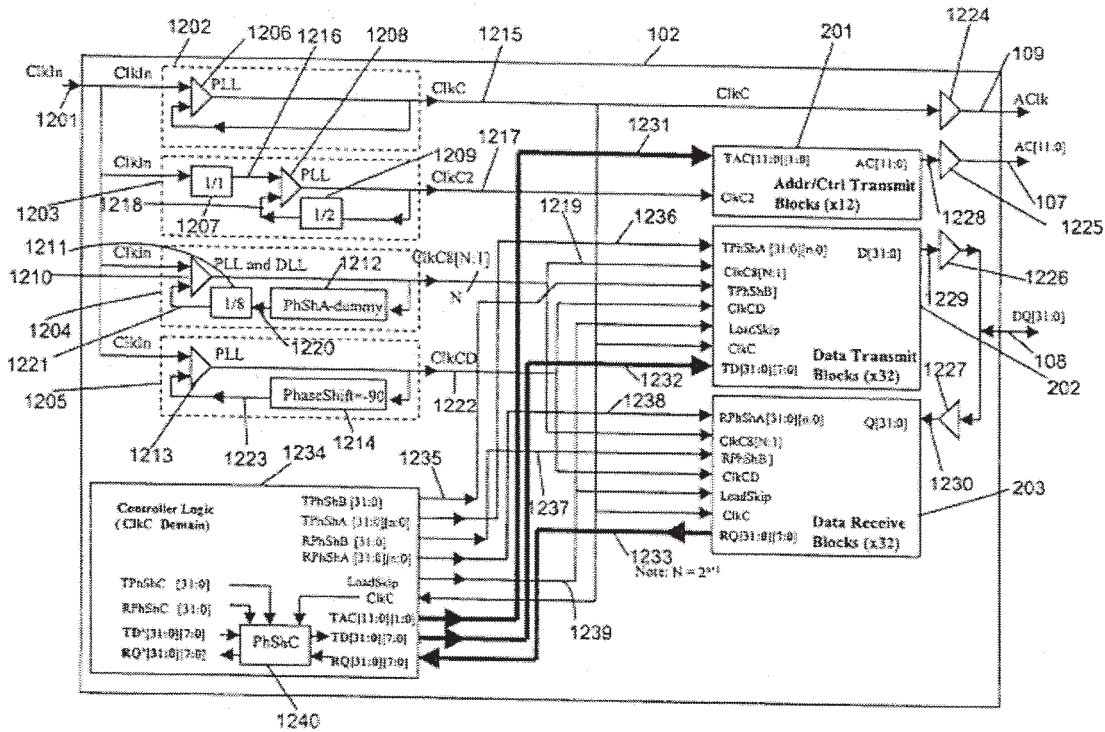 1202
1206
1216
1208
1215
102
201
1224
109
ClkIn
ClkIn
PLL
ClkC
ClkC
AClk
1201
1231
1209
1217
TAC[11:0][1:0]
AC[11:0]
AC[11:0]
ClkIn
1/1
PLL
ClkC2
ClkC2
Addr/Ctrl Transmit
Blocks (x12)
1203
1218
1207
1/2
1219
1236
1228
107
1225
1211
1210
ClkIn
PLL and DLL
1212
ClkC8[N:1]
N
TPhShA [31:0][n:0]
D[31:0]
ClkC8[N:1]
TPhShB]
ClkCD
LoadSkip
ClkC
TD[31:0][7:0]
Data Transmit
Blocks (x32)
1226
1229
1204
1/8
PhShA-dummy
1221
1220
ClkIn
PLL
ClkCD
DQ[31:0]
108
202
1205
1222
1232
1227
PhaseShift=-90
1238
RPhShA[31:0][n:0]
Q[31:0]
ClkC8[N:1]
RPhShB]
ClkCD
LoadSkip
ClkC
RQ[31:0][7:0]
Data Receive
Blocks (x32)
1230
203
1213
1223
1214
1234
1235
1237
Controller Logic
(ClkC Domain)
TPhShB [31:0]
TPhShA [31:0][n:0]
RPhShB [31:0]
RPhShA [31:0][n:0]
1233
Note: N = 2ⁿ⁺¹
LoadSkip
ClkC
1239
TPhShC [31:0]
RPhShC [31:0]
TAC[11:0][1:0]
TD'[31:0][7:0]
PhShC
TD[31:0][7:0]
RQ'[31:0][7:0]
RQ[31:0][7:0]
1240